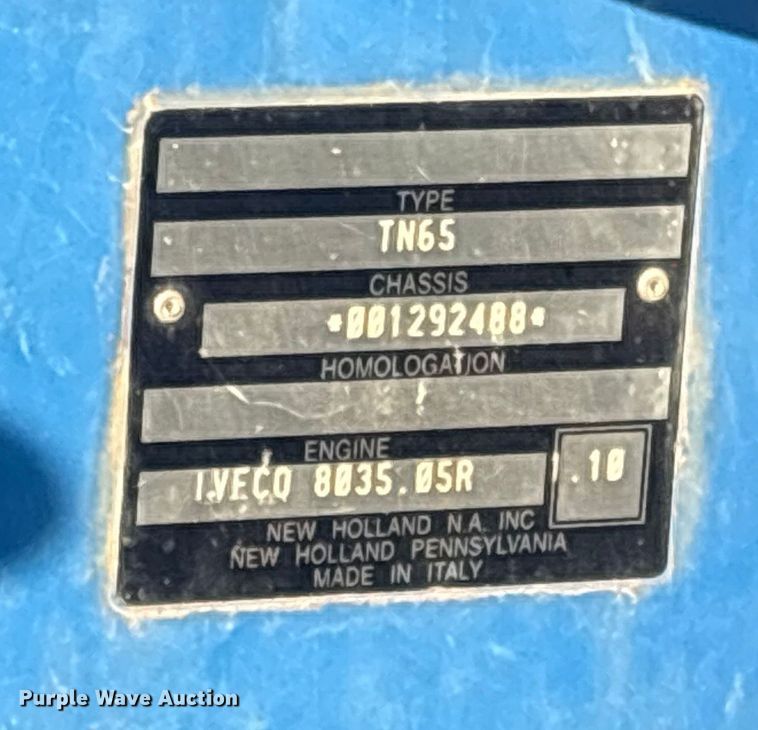 TYPE
TN65
CHASSIS
*001292488*
HOMOLOGATION
ENGINE
IVECO 8035.05R
.10
NEW HOLLAND N.A. INC
NEW HOLLAND PENNSYLVANIA
MADE IN ITALY
Purple Wave Auction